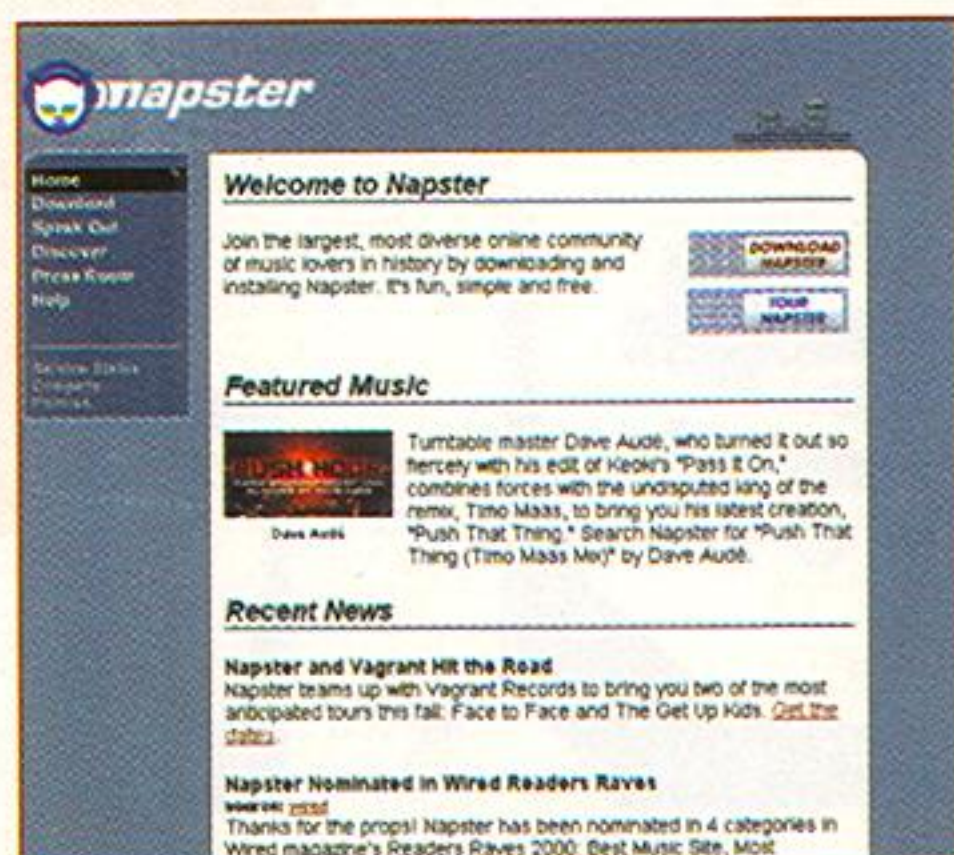 napster
Home
Download
Speak Out
Discover
Press Room
Help
Service Status
Company
Welcome to Napster
Join the largest, most diverse online community
of music lovers in history by downloading and
installing Napster. It's fun, simple and free.
DOWNLOAD
NAPSTER
YOUR
NAPSTER
Featured Music
PUSH HOUR
Dave Audé
Turntable master Dave Audé, who turned it out so
fiercely with his edit of Keoki's "Pass It On,"
combines forces with the undisputed king of the
remix, Timo Maas, to bring you his latest creation,
"Push That Thing." Search Napster for "Push That
Thing (Timo Maas Mix)" by Dave Audé.
Recent News
Napster and Vagrant Hit the Road
Napster teams up with Vagrant Records to bring you two of the most
anticipated tours this fall: Face to Face and The Get Up Kids. Get the
dates.
Napster Nominated in Wired Readers Raves
source: wired
Thanks for the props! Napster has been nominated in 4 categories in
Wired magazine's Readers Raves 2000: Best Music Site, Most